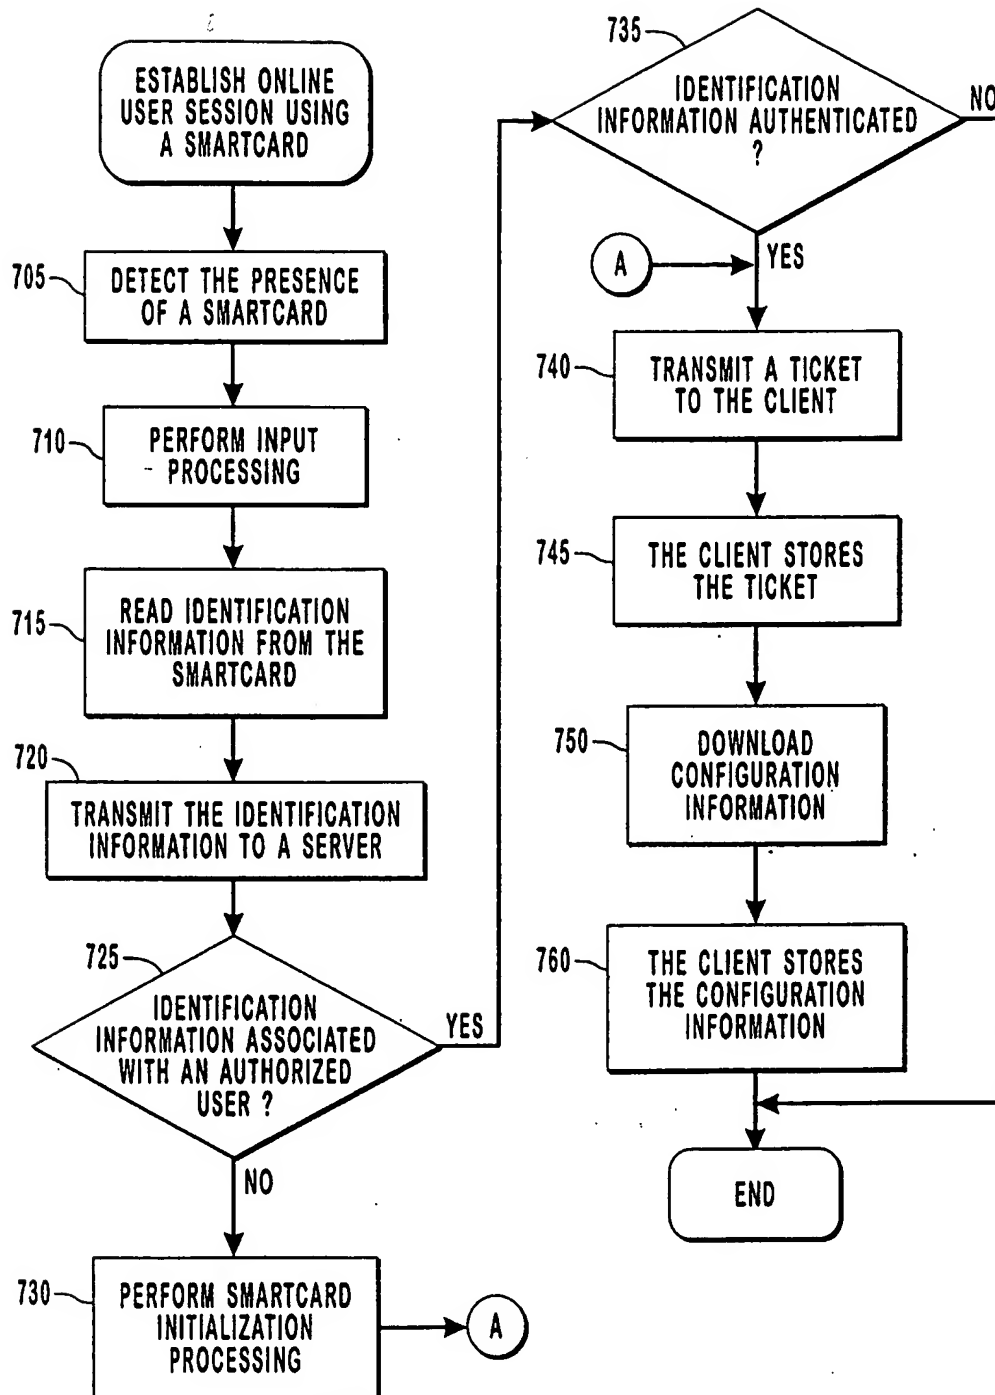 ESTABLISH ONLINE
USER SESSION USING
A SMARTCARD
705
DETECT THE PRESENCE
OF A SMARTCARD
710
PERFORM INPUT
PROCESSING
715
READ IDENTIFICATION
INFORMATION FROM THE
SMARTCARD
720
TRANSMIT THE IDENTIFICATION
INFORMATION TO A SERVER
725
IDENTIFICATION
INFORMATION ASSOCIATED
WITH AN AUTHORIZED
USER ?
YES
NO
730
PERFORM SMARTCARD
INITIALIZATION
PROCESSING
A
735
IDENTIFICATION
INFORMATION AUTHENTICATED
?
NO
YES
A
740
TRANSMIT A TICKET
TO THE CLIENT
745
THE CLIENT STORES
THE TICKET
750
DOWNLOAD
CONFIGURATION
INFORMATION
760
THE CLIENT STORES
THE CONFIGURATION
INFORMATION
END